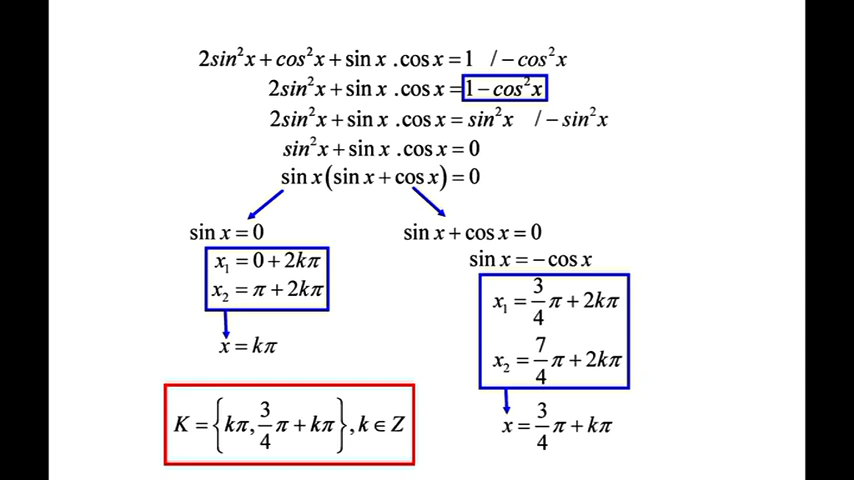 2sin²x + cos²x + sin x .cos x = 1 / − cos²x
2sin²x + sin x .cos x = 1 − cos²x
2sin²x + sin x .cos x = sin²x / − sin²x
sin²x + sin x .cos x = 0
sin x(sin x + cos x) = 0
sin x = 0
x₁ = 0 + 2kπ
x₂ = π + 2kπ
x = kπ
sin x + cos x = 0
sin x = − cos x
x₁ = 3/4 π + 2kπ
x₂ = 7/4 π + 2kπ
x = 3/4 π + kπ
K = {kπ, 3/4 π + kπ}, k ∈ Z